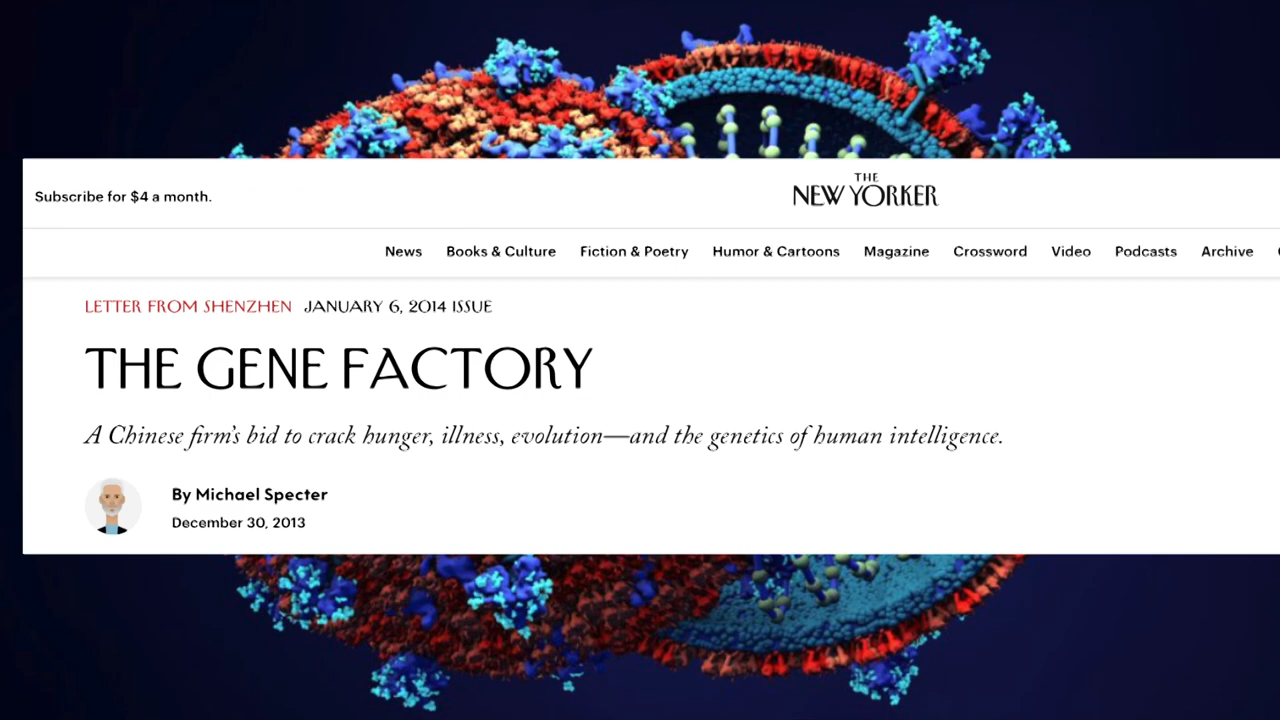 Subscribe for $4 a month.
THE
NEW YORKER
News Books & Culture Fiction & Poetry Humor & Cartoons Magazine Crossword Video Podcasts Archive
LETTER FROM SHENZHEN JANUARY 6, 2014 ISSUE
THE GENE FACTORY
A Chinese firm's bid to crack hunger, illness, evolution—and the genetics of human intelligence.
By Michael Specter
December 30, 2013